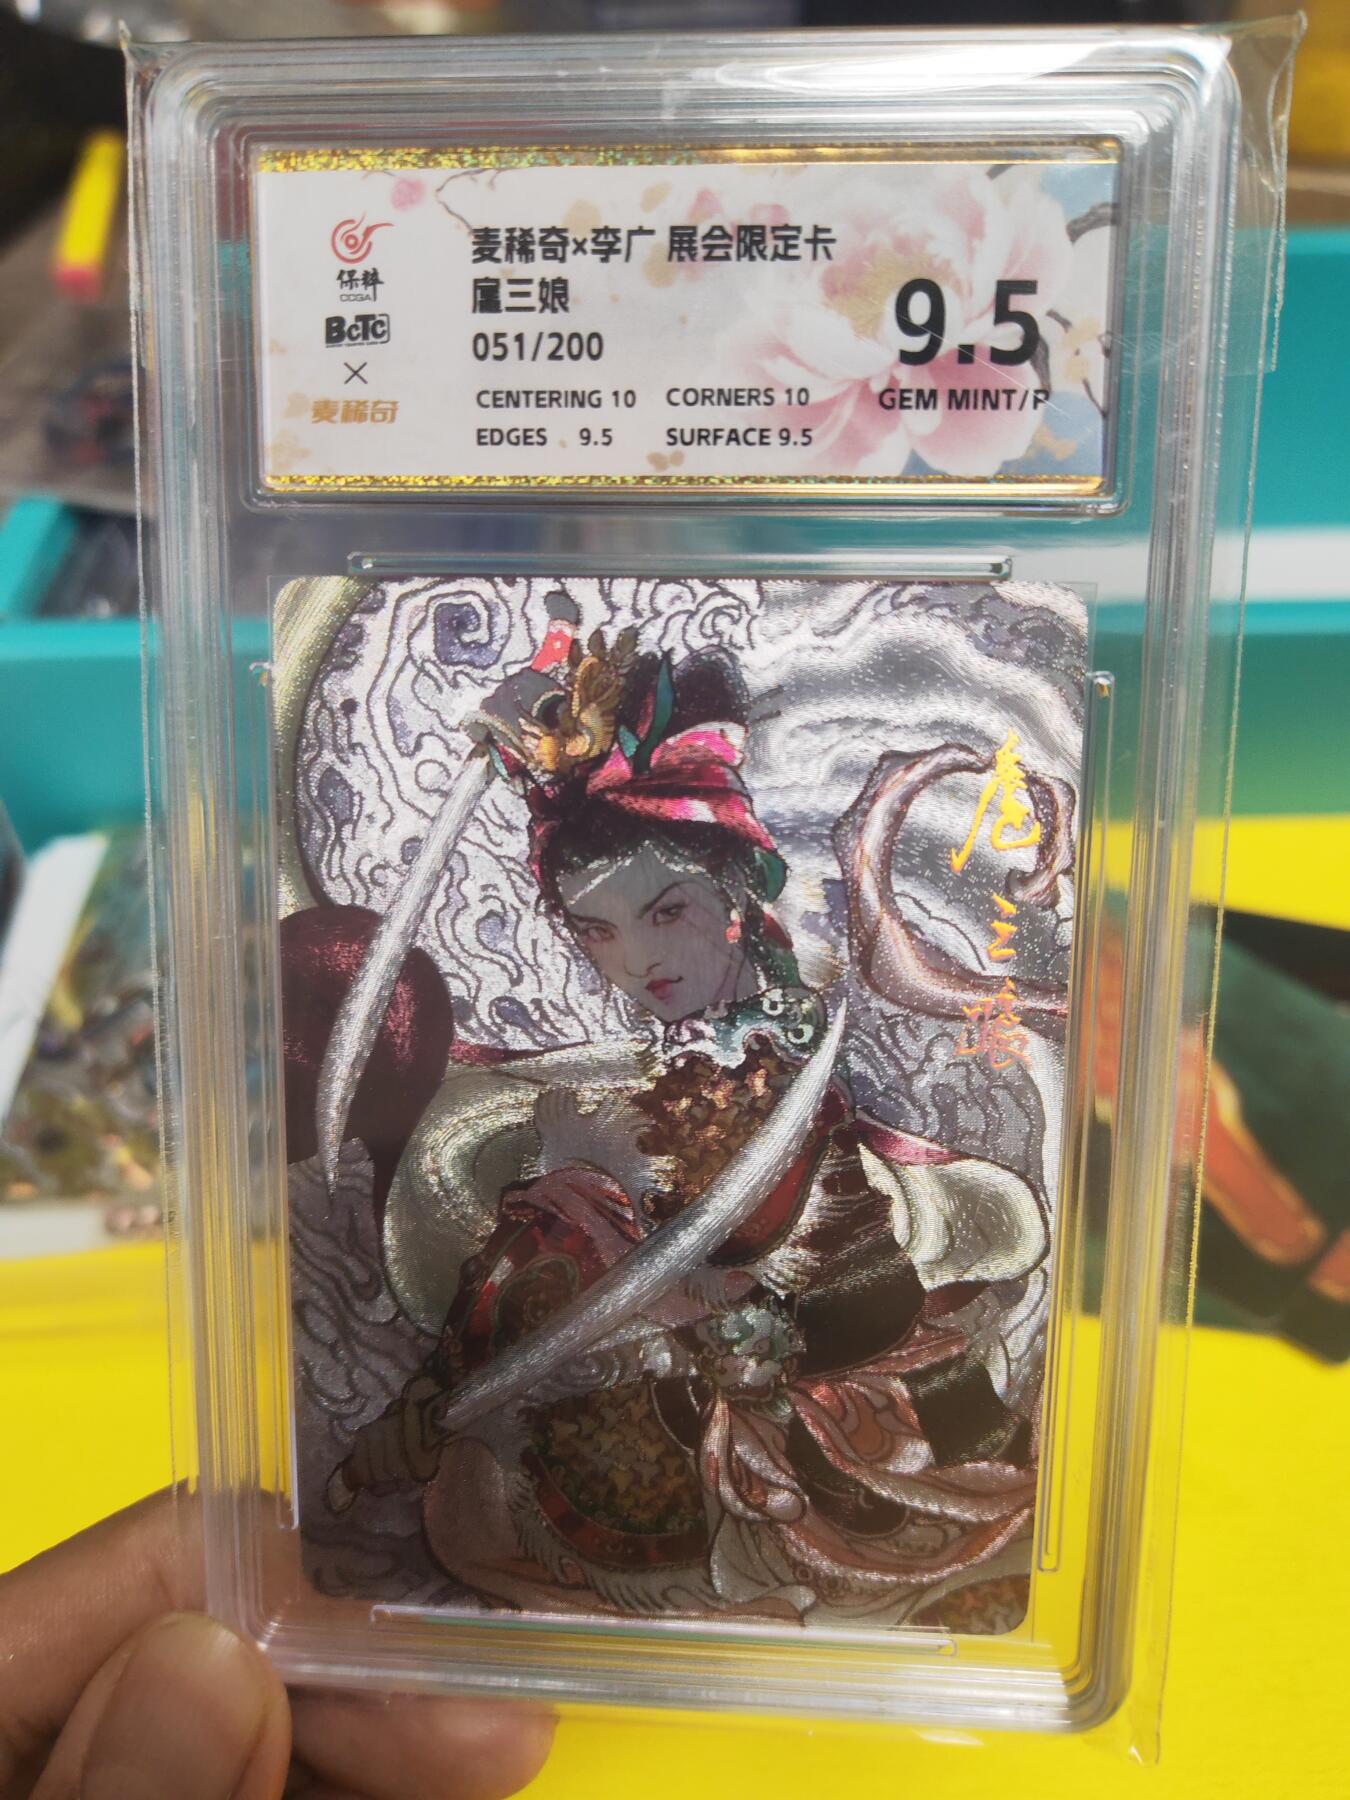 保粹
CCGA
BCTC
×
麦稀奇
麦稀奇×李广 展会限定卡
扈三娘
051/200
CENTERING 10 CORNERS 10
EDGES 9.5 SURFACE 9.5
9.5
GEM MINT/P
扈三娘